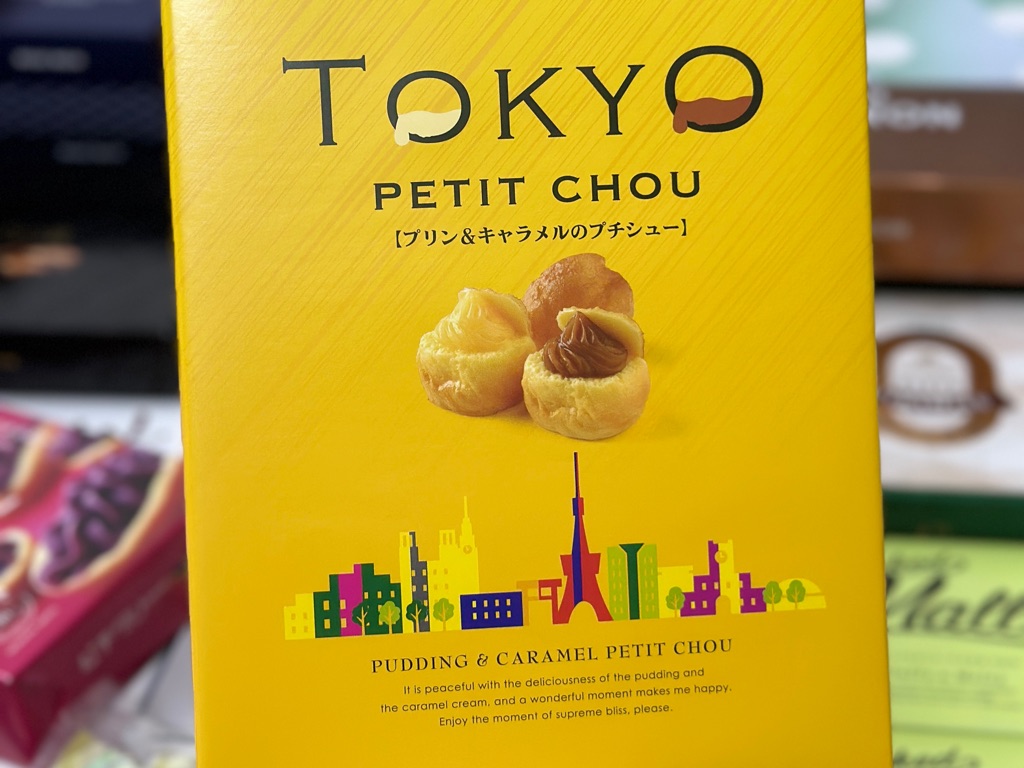 TOKYO
PETIT CHOU
【プリン&キャラメルのプチシュー】
PUDDING & CARAMEL PETIT CHOU
It is peaceful with the deliciousness of the pudding and
the caramel cream, and a wonderful moment makes me happy.
Enjoy the moment of supreme bliss, please.